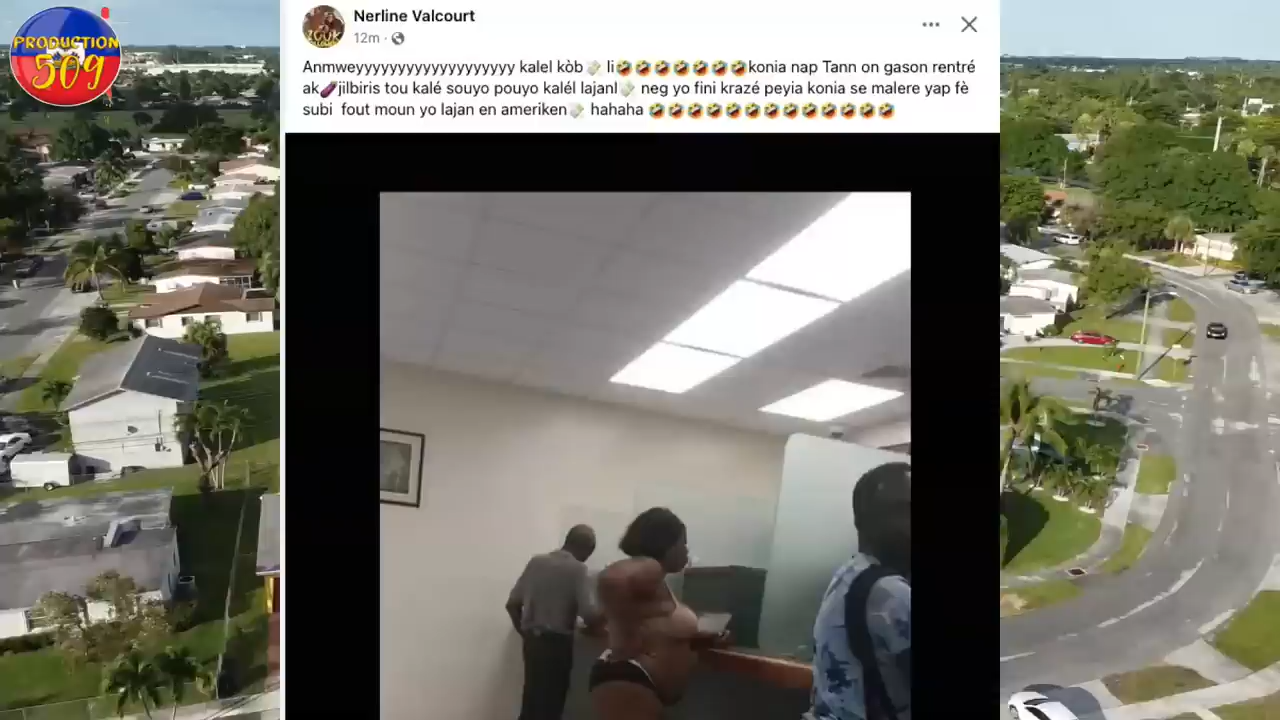 PRODUCTION
509
Nerline Valcourt
12m
Anmweyyyyyyyyyyyyyyyyyyy kalel kòb💸 li🤣🤣🤣🤣🤣🤣🤣konia nap Tann on gason rentré
ak🍆jilbiris tou kalé souyo pouyo kalél lajanl💸 neg yo fini krazé peyia konia se malere yap fè
subi fout moun yo lajan en ameriken💸 hahaha 🤣🤣🤣🤣🤣🤣🤣🤣🤣🤣🤣🤣🤣